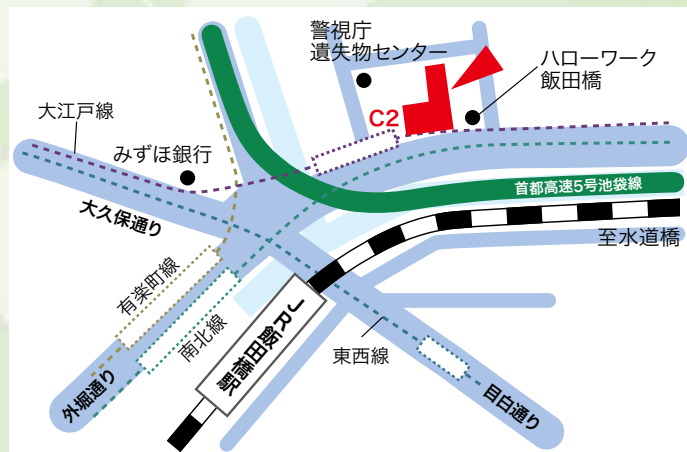 警視庁
遺失物センター
ハローワーク
飯田橋
C2
大江戸線
みずほ銀行
首都高速5号池袋線
大久保通り
至水道橋
有楽町線
南北線
JR飯田橋駅
東西線
外堀通り
目白通り